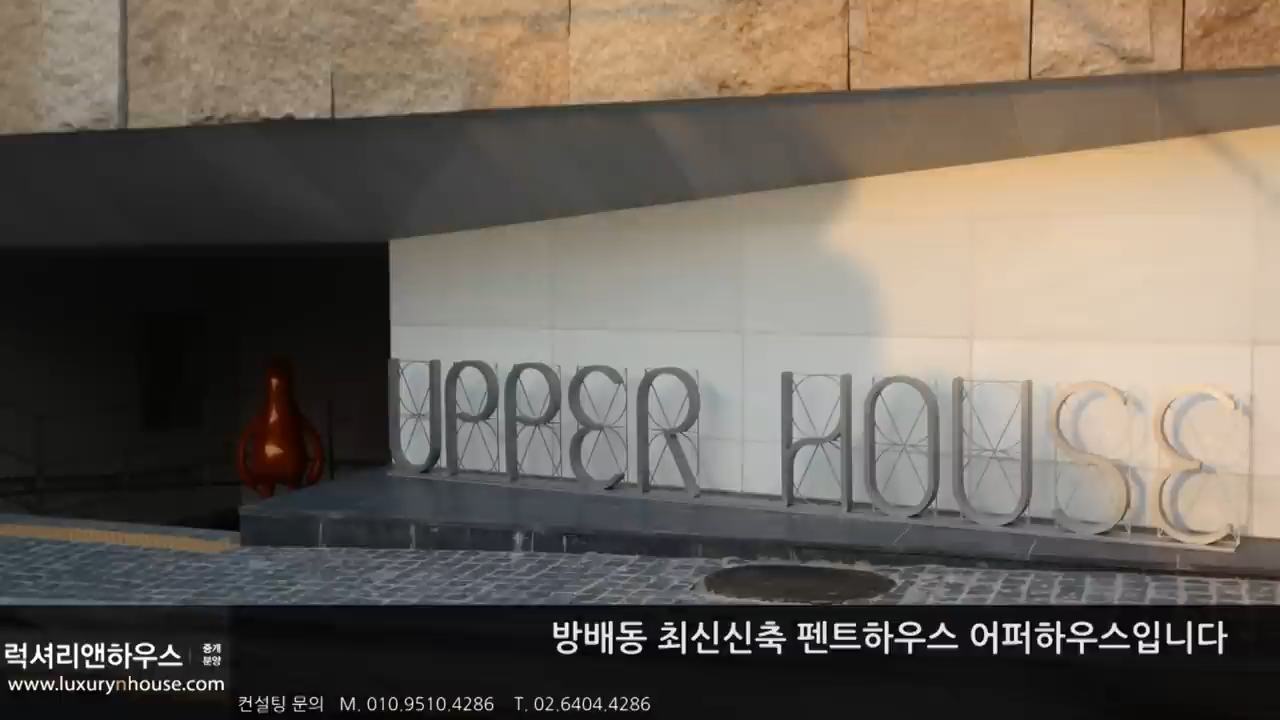 UPPER HOUSE
방배동 최신신축 펜트하우스 어퍼하우스입니다
럭셔리앤하우스 중개 분양
www.luxurynhouse.com
컨설팅 문의 M. 010.9510.4286 T. 02.6404.4286